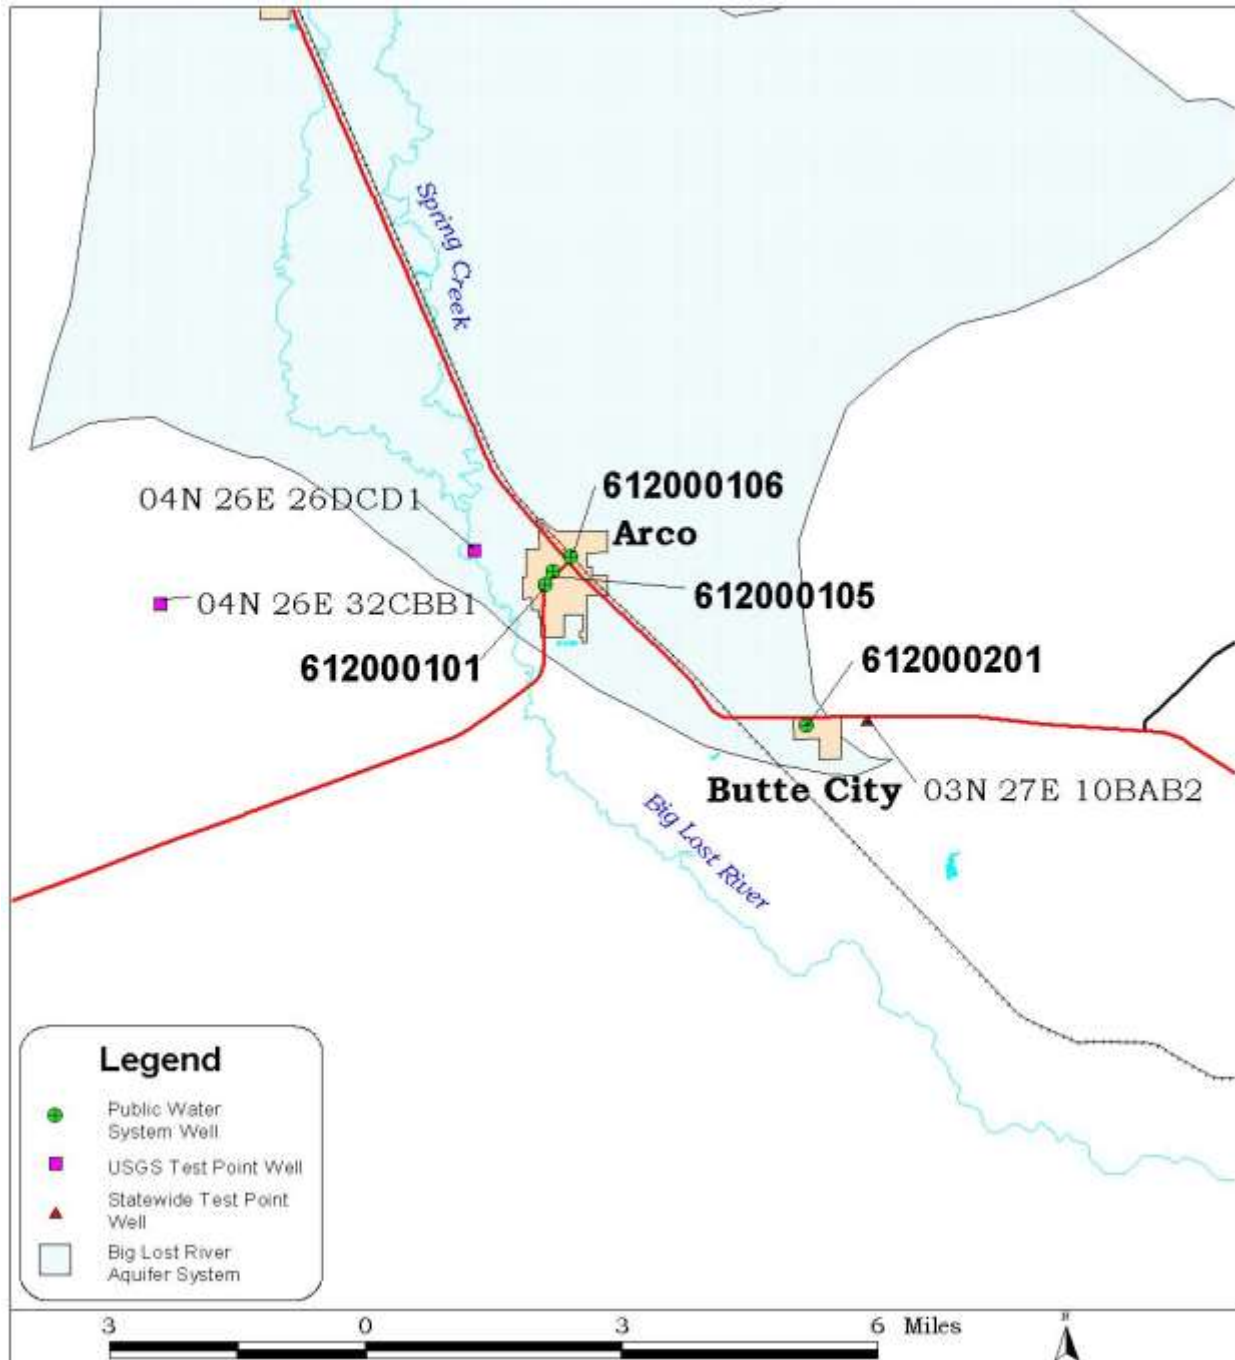 Spring Creek
04N 26E 26DCD1
612000106
Arco
04N 26E 32CBB1
612000105
612000101
612000201
Butte City
03N 27E 10BAB2
Big Lost River
Legend
Public Water
System Well
USGS Test Point Well
Statewide Test Point
Well
Big Lost River
Aquifer System
3 0 3 6 Miles
N